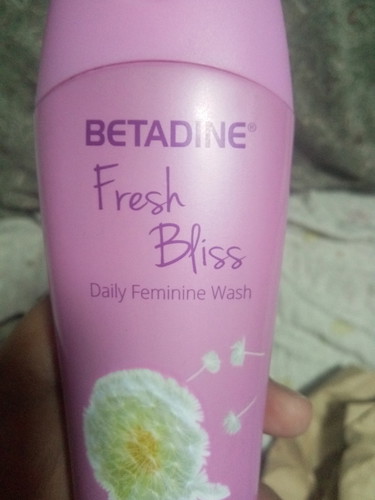 BETADINE®
Fresh
Bliss
Daily Feminine Wash